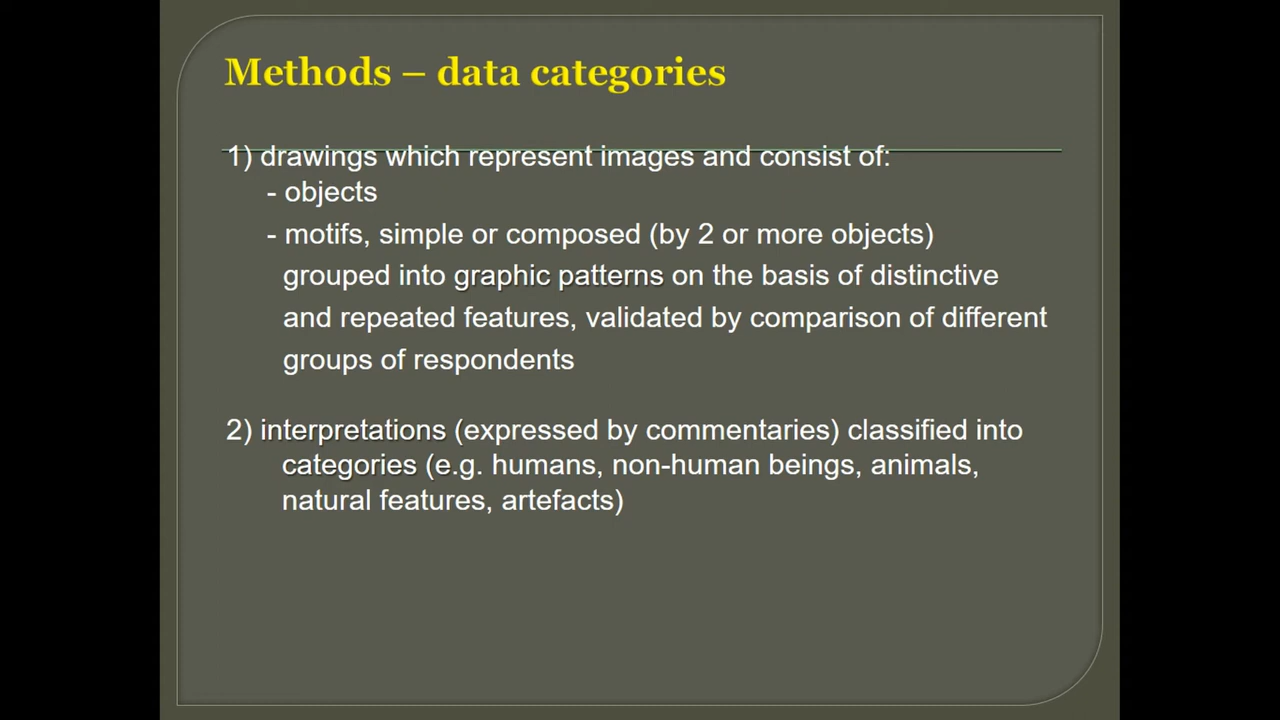 Methods – data categories
1) drawings which represent images and consist of:
- objects
- motifs, simple or composed (by 2 or more objects)
grouped into graphic patterns on the basis of distinctive
and repeated features, validated by comparison of different
groups of respondents
2) interpretations (expressed by commentaries) classified into
categories (e.g. humans, non-human beings, animals,
natural features, artefacts)